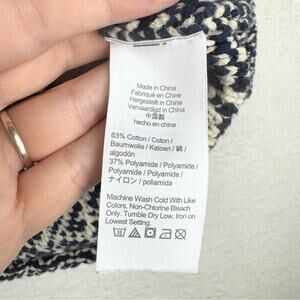 Made in China
Fabriqué en Chine
Hergestellt in China
Vervaardigd in China
中国製
hecho en china
63% Cotton / Coton /
Baumwolle / Katoen / 綿 /
algodón
37% Polyamide / Polyamide /
Polyamide / Polyamide /
ナイロン / poliamida
Machine Wash Cold With Like
Colors. Non-Chlorine Bleach
Only. Tumble Dry Low. Iron on
Lowest Setting.